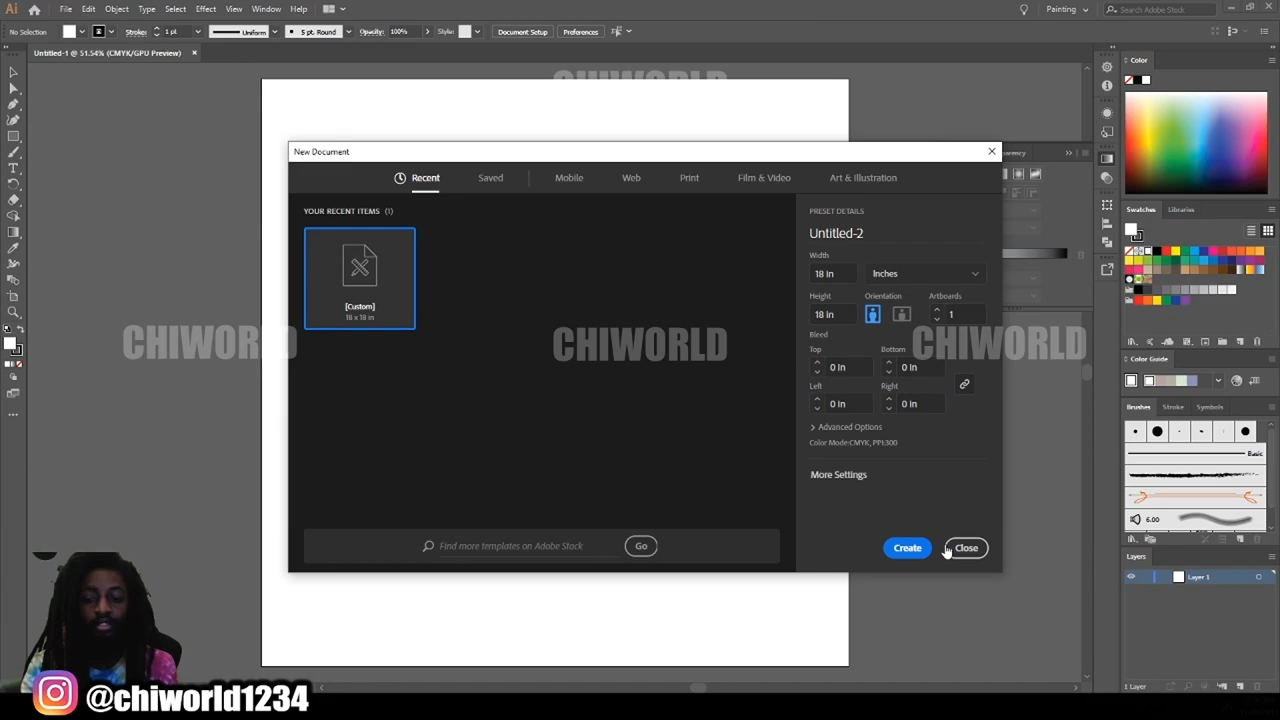 Ai File Edit Object Type Select Effect View Window Help
Painting Search Adobe Stock
No Selection Stroke: 1 pt Uniform 5 pt. Round Opacity: 100% Style: Document Setup Preferences
Untitled-1 @ 51.54% (CMYK/GPU Preview)
Color
CHIWORLD
New Document
Recent Saved Mobile Web Print Film & Video Art & Illustration
YOUR RECENT ITEMS (1)
[Custom]
18 x 18 in
PRESET DETAILS
Untitled-2
Width
18 in Inches
Height Orientation Artboards
18 in 1
Bleed
Top Bottom
0 in 0 in
Left Right
0 in 0 in
Advanced Options
Color Mode:CMYK, PPI:300
More Settings
Find more templates on Adobe Stock Go
Create Close
CHIWORLD CHIWORLD CHIWORLD
Swatches Libraries
Color Guide
Brushes Stroke Symbols
Basic
6.00
Layers
Layer 1
1 Layer
@chiworld1234